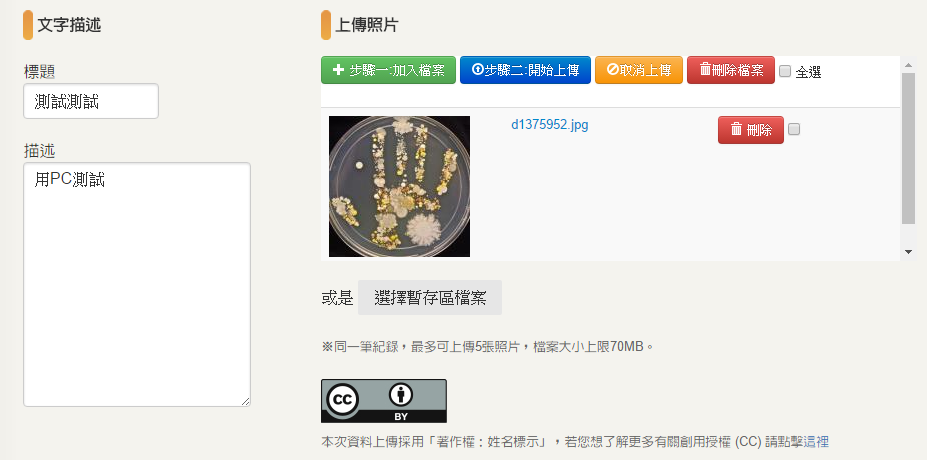 文字描述
標題
測試測試
描述
用PC測試
上傳照片
步驟一:加入檔案 步驟二:開始上傳 取消上傳 刪除檔案 全選
d1375952.jpg 刪除
或是 選擇暫存區檔案
※同一筆紀錄，最多可上傳5張照片，檔案大小上限70MB。
cc
BY
本次資料上傳採用「著作權：姓名標示」，若您想了解更多有關創用授權 (CC) 請點擊這裡